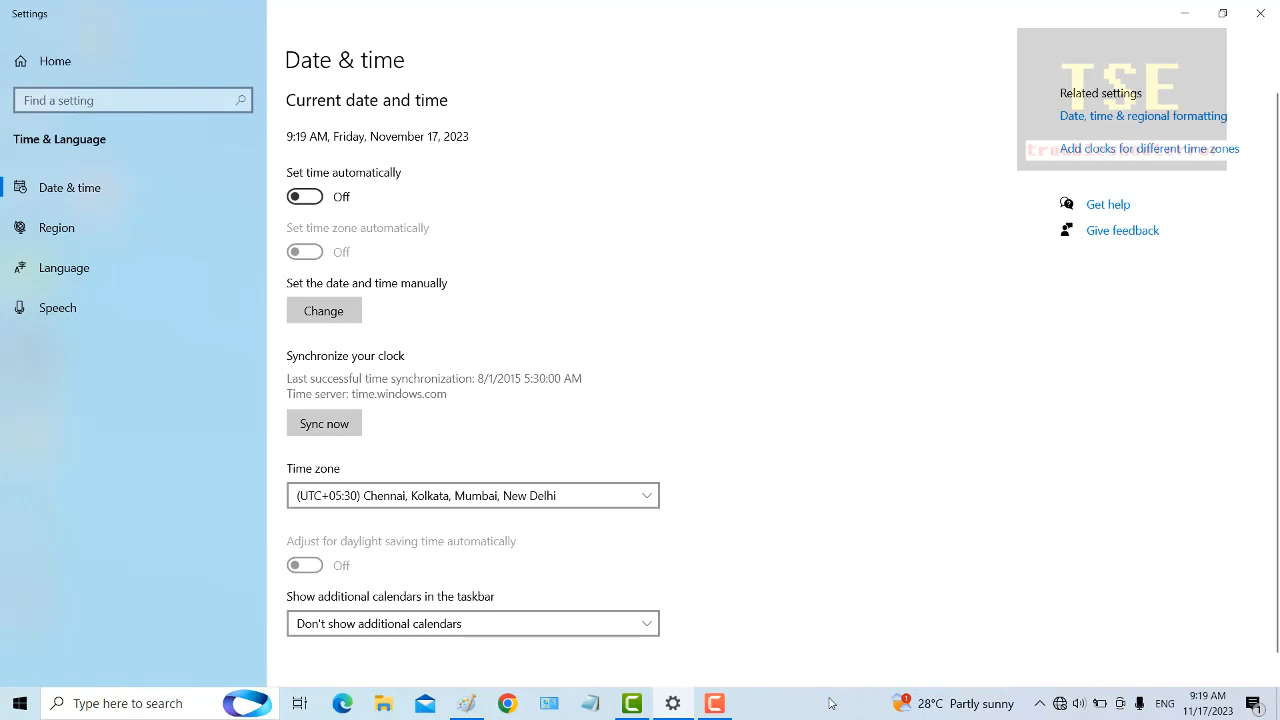 Settings
Home
Find a setting
Time & Language
Date & time
Region
Language
Speech
Date & time
Current date and time
9:19 AM, Friday, November 17, 2023
Set time automatically
Off
Set time zone automatically
Off
Set the date and time manually
Change
Synchronize your clock
Last successful time synchronization: 8/1/2015 5:30:00 AM
Time server: time.windows.com
Sync now
Time zone
(UTC+05:30) Chennai, Kolkata, Mumbai, New Delhi
Adjust for daylight saving time automatically
Off
Show additional calendars in the taskbar
Don't show additional calendars
TSE
Related settings
Date, time & regional formatting
Add clocks for different time zones
Get help
Give feedback
Type here to search
1
28°C Partly sunny
ENG
9:19 AM
11/17/2023
1